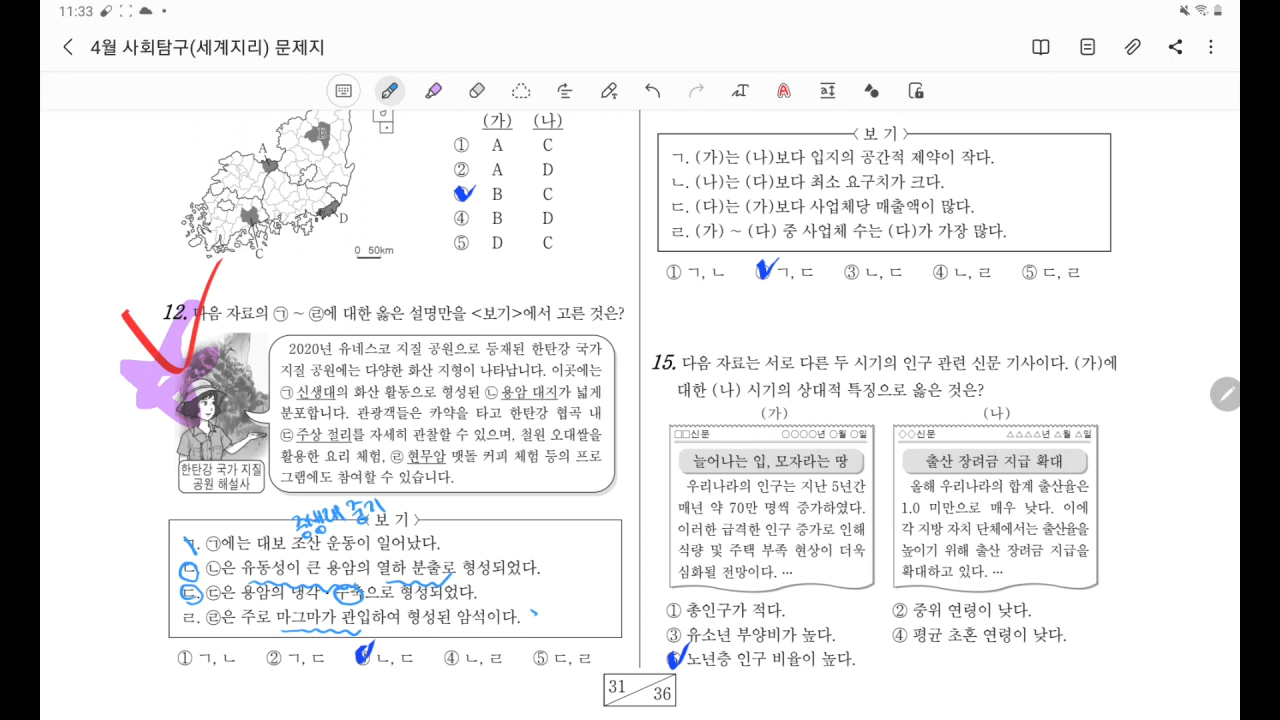 11:33
4월 사회탐구(세계지리) 문제지
A
B
C
D
0 50km
(가) (나)
① A C
② A D
B C
④ B D
⑤ D C
12. 다음 자료의 ㉠ ~ ㉣에 대한 옳은 설명만을 <보기>에서 고른 것은?
2020년 유네스코 지질 공원으로 등재된 한탄강 국가
지질 공원에는 다양한 화산 지형이 나타납니다. 이곳에는
㉠ 신생대의 화산 활동으로 형성된 ㉡ 용암 대지가 넓게
분포합니다. 관광객들은 카약을 타고 한탄강 협곡 내
㉢ 주상 절리를 자세히 관찰할 수 있으며, 철원 오대쌀을
활용한 요리 체험, ㉣ 현무암 맷돌 커피 체험 등의 프로
그램에도 참여할 수 있습니다.
한탄강 국가 지질
공원 해설사
중생대 중기
<보 기>
ㄱ. ㉠에는 대보 조산 운동이 일어났다.
ㄴ. ㉡은 유동성이 큰 용암의 열하 분출로 형성되었다.
ㄷ. ㉢은 용암의 냉각·수축으로 형성되었다.
ㄹ. ㉣은 주로 마그마가 관입하여 형성된 암석이다.
① ㄱ, ㄴ ② ㄱ, ㄷ ㄴ, ㄷ ④ ㄴ, ㄹ ⑤ ㄷ, ㄹ
<보 기>
ㄱ. (가)는 (나)보다 입지의 공간적 제약이 작다.
ㄴ. (나)는 (다)보다 최소 요구치가 크다.
ㄷ. (다)는 (가)보다 사업체당 매출액이 많다.
ㄹ. (가) ~ (다) 중 사업체 수는 (다)가 가장 많다.
① ㄱ, ㄴ ㄱ, ㄷ ③ ㄴ, ㄷ ④ ㄴ, ㄹ ⑤ ㄷ, ㄹ
15. 다음 자료는 서로 다른 두 시기의 인구 관련 신문 기사이다. (가)에
대한 (나) 시기의 상대적 특징으로 옳은 것은?
(가)
□□신문 ○○○○년 ○월 ○일
늘어나는 입, 모자라는 땅
우리나라의 인구는 지난 5년간
매년 약 70만 명씩 증가하였다.
이러한 급격한 인구 증가로 인해
식량 및 주택 부족 현상이 더욱
심화될 전망이다. …
(나)
◇◇신문 △△△△년 △월 △일
출산 장려금 지급 확대
올해 우리나라의 합계 출산율은
1.0 미만으로 매우 낮다. 이에
각 지방 자치 단체에서는 출산율을
높이기 위해 출산 장려금 지급을
확대하고 있다. …
① 총인구가 적다. ② 중위 연령이 낮다.
③ 유소년 부양비가 높다. ④ 평균 초혼 연령이 낮다.
노년층 인구 비율이 높다.
31 36